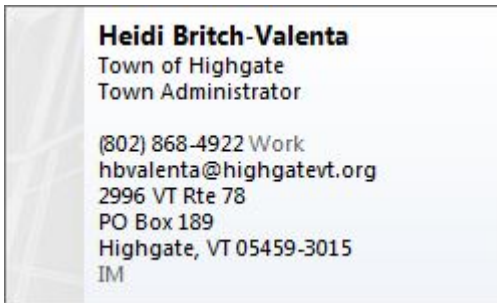 Heidi Britch-Valenta
Town of Highgate
Town Administrator
(802) 868-4922 Work
hbvalenta@highgatevt.org
2996 VT Rte 78
PO Box 189
Highgate, VT 05459-3015
IM